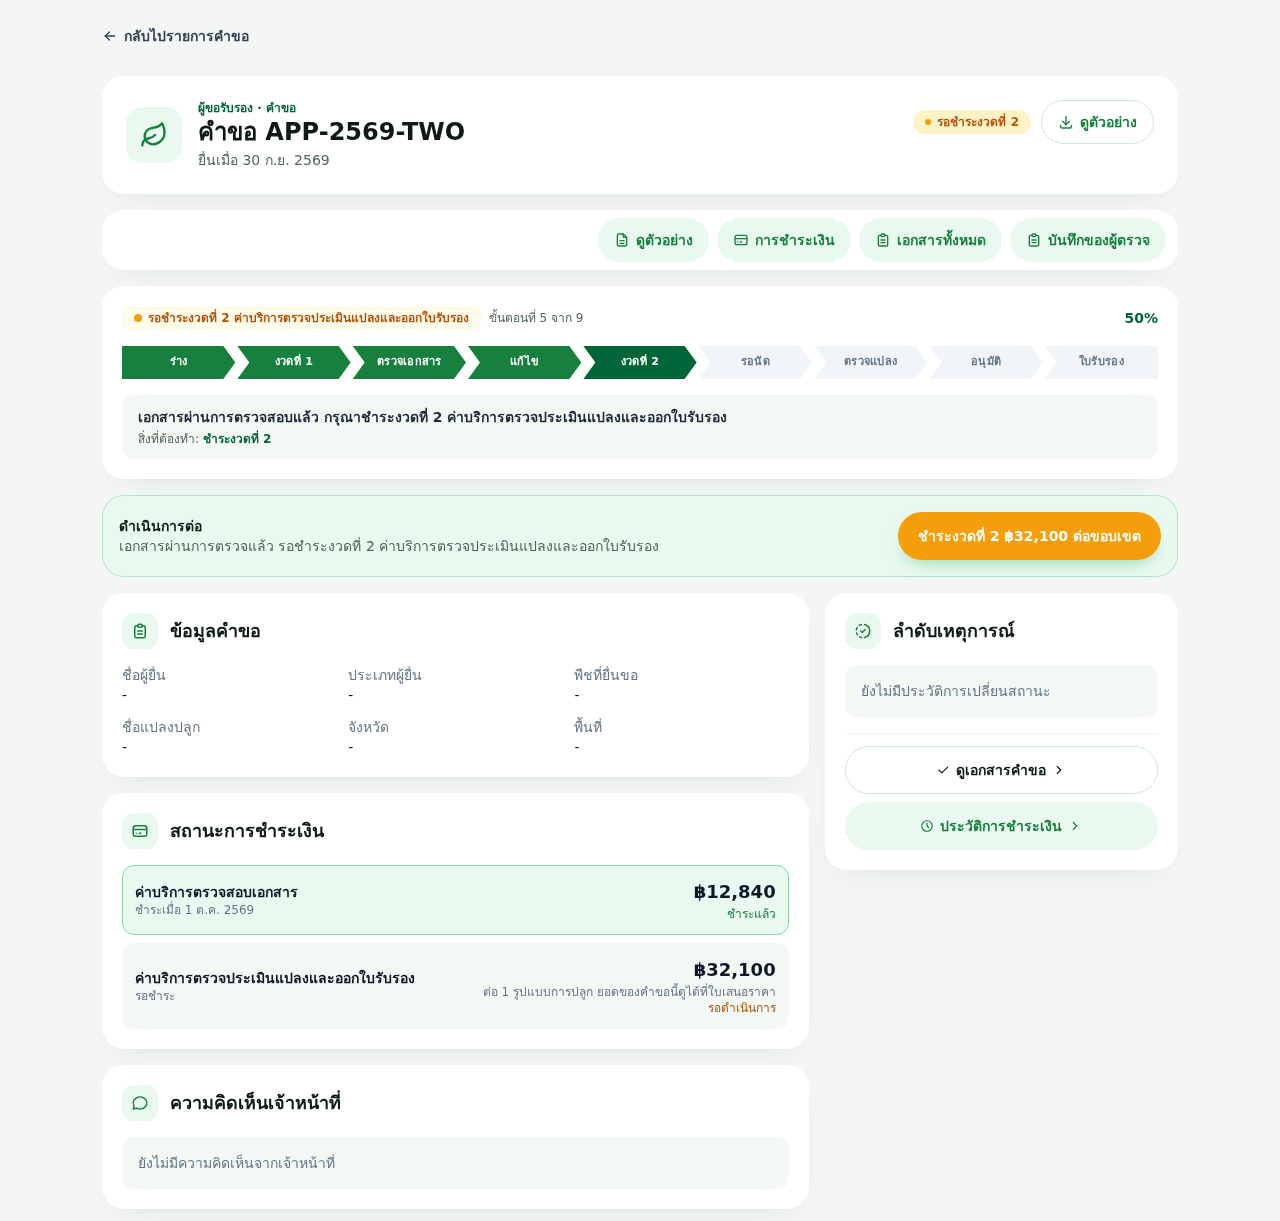 กลับไปรายการคำขอ
ผู้ขอรับรอง · คำขอ
คำขอ APP-2569-TWO
ยื่นเมื่อ 30 ก.ย. 2569
รอชำระงวดที่ 2
ดูตัวอย่าง
ดูตัวอย่าง
การชำระเงิน
เอกสารทั้งหมด
บันทึกของผู้ตรวจ
รอชำระงวดที่ 2 ค่าบริการตรวจประเมินแปลงและออกใบรับรอง
ขั้นตอนที่ 5 จาก 9
50%
ร่าง
งวดที่ 1
ตรวจเอกสาร
แก้ไข
งวดที่ 2
รอนัด
ตรวจแปลง
อนุมัติ
ใบรับรอง
เอกสารผ่านการตรวจสอบแล้ว กรุณาชำระงวดที่ 2 ค่าบริการตรวจประเมินแปลงและออกใบรับรอง
สิ่งที่ต้องทำ: ชำระงวดที่ 2
ดำเนินการต่อ
เอกสารผ่านการตรวจแล้ว รอชำระงวดที่ 2 ค่าบริการตรวจประเมินแปลงและออกใบรับรอง
ชำระงวดที่ 2 ฿32,100 ต่อขอบเขต
ข้อมูลคำขอ
ชื่อผู้ยื่น
-
ประเภทผู้ยื่น
-
พืชที่ยื่นขอ
-
ชื่อแปลงปลูก
-
จังหวัด
-
พื้นที่
-
ลำดับเหตุการณ์
ยังไม่มีประวัติการเปลี่ยนสถานะ
ดูเอกสารคำขอ
ประวัติการชำระเงิน
สถานะการชำระเงิน
ค่าบริการตรวจสอบเอกสาร
ชำระเมื่อ 1 ต.ค. 2569
฿12,840
ชำระแล้ว
ค่าบริการตรวจประเมินแปลงและออกใบรับรอง
รอชำระ
฿32,100
ต่อ 1 รูปแบบการปลูก ยอดของคำขอนี้ดูได้ที่ใบเสนอราคา
รอดำเนินการ
ความคิดเห็นเจ้าหน้าที่
ยังไม่มีความคิดเห็นจากเจ้าหน้าที่